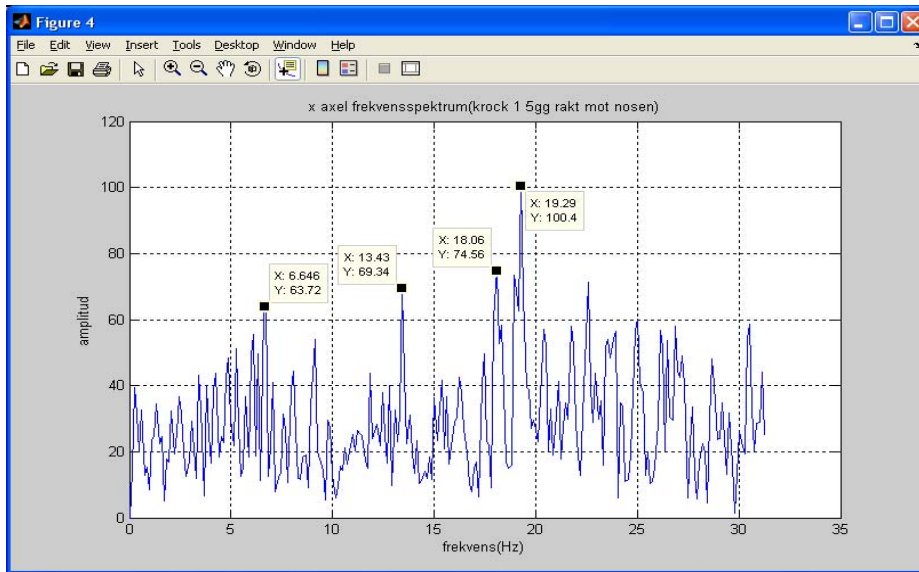 Figure 4
File Edit View Insert Tools Desktop Window Help
x axel frekvensspektrum(krock 1 5gg rakt mot nosen)
120
100
80
60
40
20
0
amplitud
X: 6.646
Y: 63.72
X: 13.43
Y: 69.34
X: 18.06
Y: 74.56
X: 19.29
Y: 100.4
0 5 10 15 20 25 30 35
frekvens(Hz)